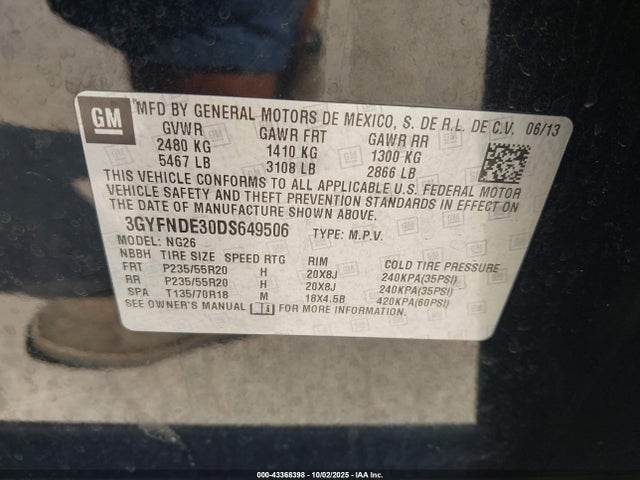 GM
MFD BY GENERAL MOTORS DE MEXICO, S. DE R.L. DE C.V. 06/13
GVWR GAWR FRT GAWR RR
2480 KG 1410 KG 1300 KG
5467 LB 3108 LB 2866 LB
THIS VEHICLE CONFORMS TO ALL APPLICABLE U.S. FEDERAL MOTOR
VEHICLE SAFETY AND THEFT PREVENTION STANDARDS IN EFFECT ON
THE DATE OF MANUFACTURE SHOWN ABOVE.
3GYFNDE30DS649506 TYPE: M.P.V.
MODEL: NG26
NBBH TIRE SIZE SPEED RTG RIM COLD TIRE PRESSURE
FRT P235/55R20 H 20X8J 240KPA(35PSI)
RR P235/55R20 H 20X8J 240KPA(35PSI)
SPA T135/70R18 M 18X4.5B 420KPA(60PSI)
SEE OWNER'S MANUAL FOR MORE INFORMATION.
000-43368398 - 10/02/2025 - IAA Inc.